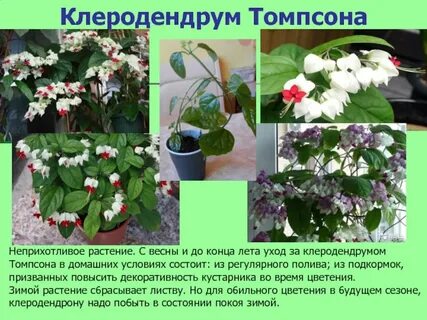 Клеродендрум Томпсона
Неприхотливое растение. С весны и до конца лета уход за клеродендрумом
Томпсона в домашних условиях состоит: из регулярного полива; из подкормок,
призванных повысить декоративность кустарника во время цветения.
Зимой растение сбрасывает листву. Но для обильного цветения в будущем сезоне,
клеродендрону надо побыть в состоянии покоя зимой.